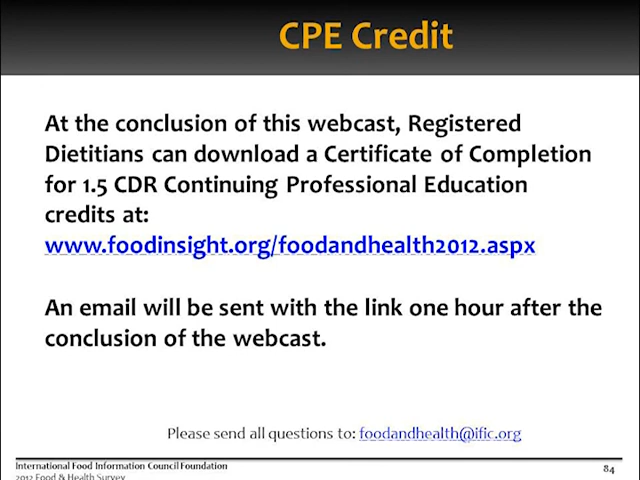 CPE Credit
At the conclusion of this webcast, Registered
Dietitians can download a Certificate of Completion
for 1.5 CDR Continuing Professional Education
credits at:
www.foodinsight.org/foodandhealth2012.aspx
An email will be sent with the link one hour after the
conclusion of the webcast.
Please send all questions to: foodandhealth@ific.org
International Food Information Council Foundation
84
2012 Food & Health Survey